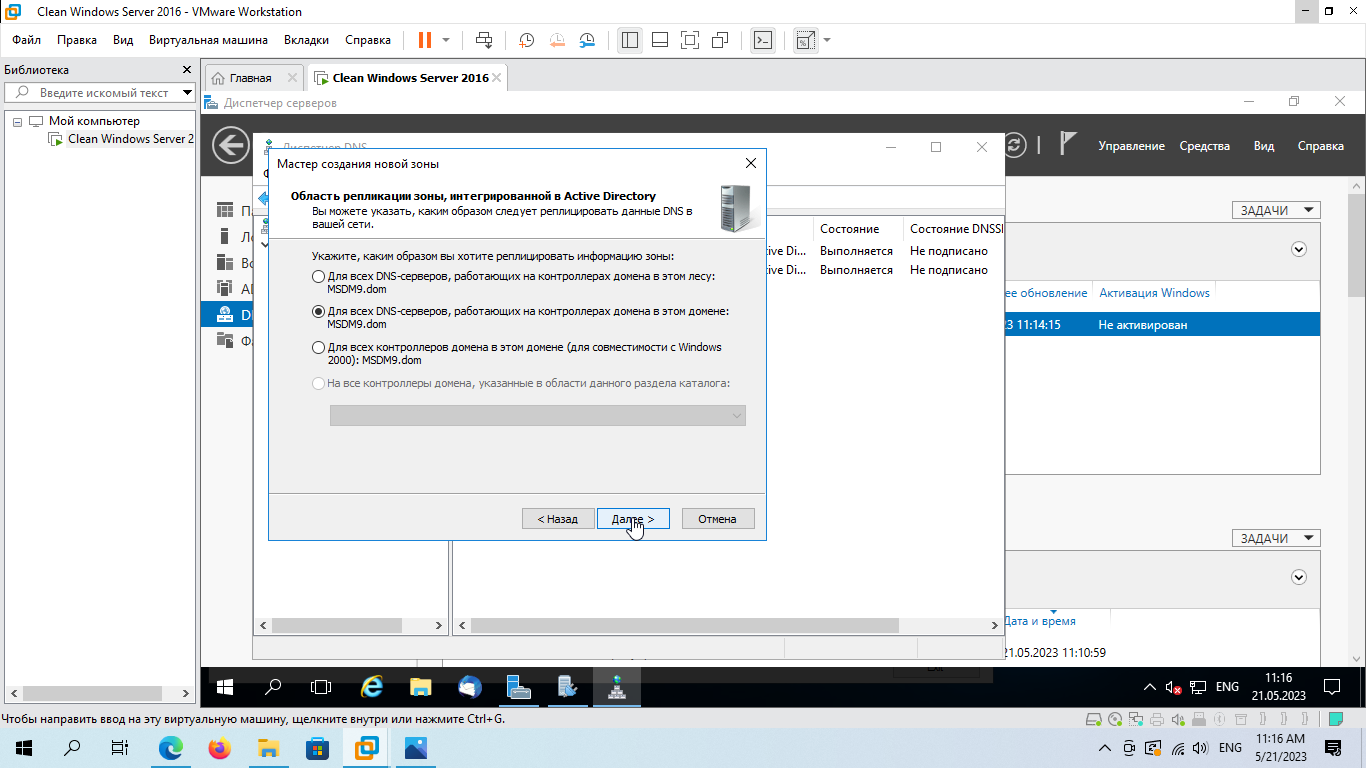 Clean Windows Server 2016 - VMware Workstation
Файл Правка Вид Виртуальная машина Вкладки Справка
Библиотека
Введите искомый текст
Мой компьютер
Clean Windows Server 2
Главная
Clean Windows Server 2016
Диспетчер серверов
Управление Средства Вид Справка
Диспетчер DNS
Мастер создания новой зоны
Область репликации зоны, интегрированной в Active Directory
Вы можете указать, каким образом следует реплицировать данные DNS в
вашей сети.
Укажите, каким образом вы хотите реплицировать информацию зоны:
Для всех DNS-серверов, работающих на контроллерах домена в этом лесу:
MSDM9.dom
Для всех DNS-серверов, работающих на контроллерах домена в этом домене:
MSDM9.dom
Для всех контроллеров домена в этом домене (для совместимости с Windows
2000): MSDM9.dom
На все контроллеры домена, указанные в области данного раздела каталога:
< Назад Далее > Отмена
Состояние Состояние DNSS
ive Di... Выполняется Не подписано
ive Di... Выполняется Не подписано
ЗАДАЧИ
ее обновление Активация Windows
23 11:14:15 Не активирован
ЗАДАЧИ
Дата и время
21.05.2023 11:10:59
ENG
11:16
21.05.2023
Чтобы направить ввод на эту виртуальную машину, щелкните внутри или нажмите Ctrl+G.
ENG
11:16 AM
5/21/2023